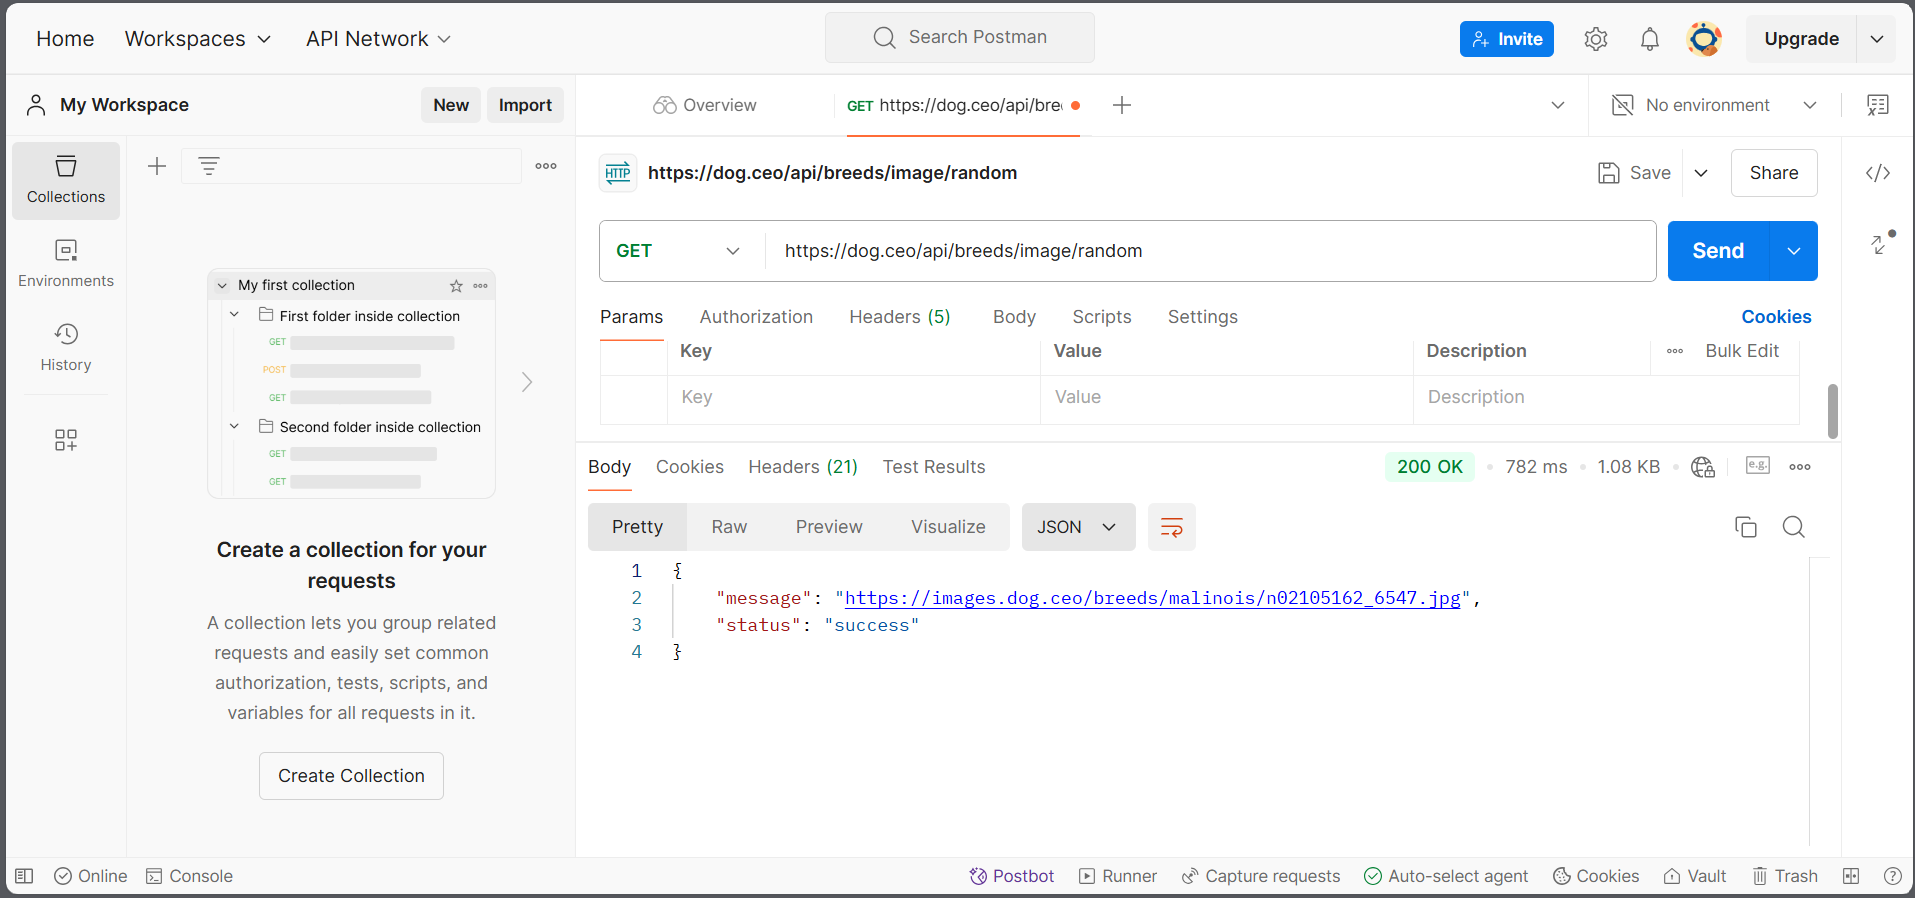 Home Workspaces API Network Search Postman Invite Upgrade
My Workspace New Import Overview GET https://dog.ceo/api/bre No environment
Collections
Environments
History
My first collection
First folder inside collection
GET
POST
GET
Second folder inside collection
GET
GET
Create a collection for your
requests
A collection lets you group related
requests and easily set common
authorization, tests, scripts, and
variables for all requests in it.
Create Collection
HTTP https://dog.ceo/api/breeds/image/random Save Share
GET https://dog.ceo/api/breeds/image/random Send
Params Authorization Headers (5) Body Scripts Settings Cookies
Key Value Description Bulk Edit
Key Value Description
Body Cookies Headers (21) Test Results 200 OK 782 ms 1.08 KB e.g.
Pretty Raw Preview Visualize JSON
1 {
2 "message": "https://images.dog.ceo/breeds/malinois/n02105162_6547.jpg",
3 "status": "success"
4 }
Online Console Postbot Runner Capture requests Auto-select agent Cookies Vault Trash